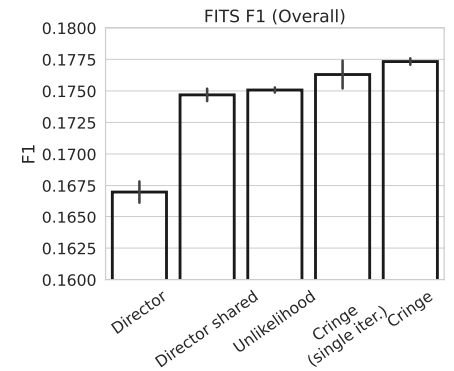 FITS F1 (Overall)
0.1800
0.1775
0.1750
0.1725
0.1700
0.1675
0.1650
0.1625
0.1600
F1
Director
Director shared
Unlikelihood
Cringe
(single iter.)
Cringe